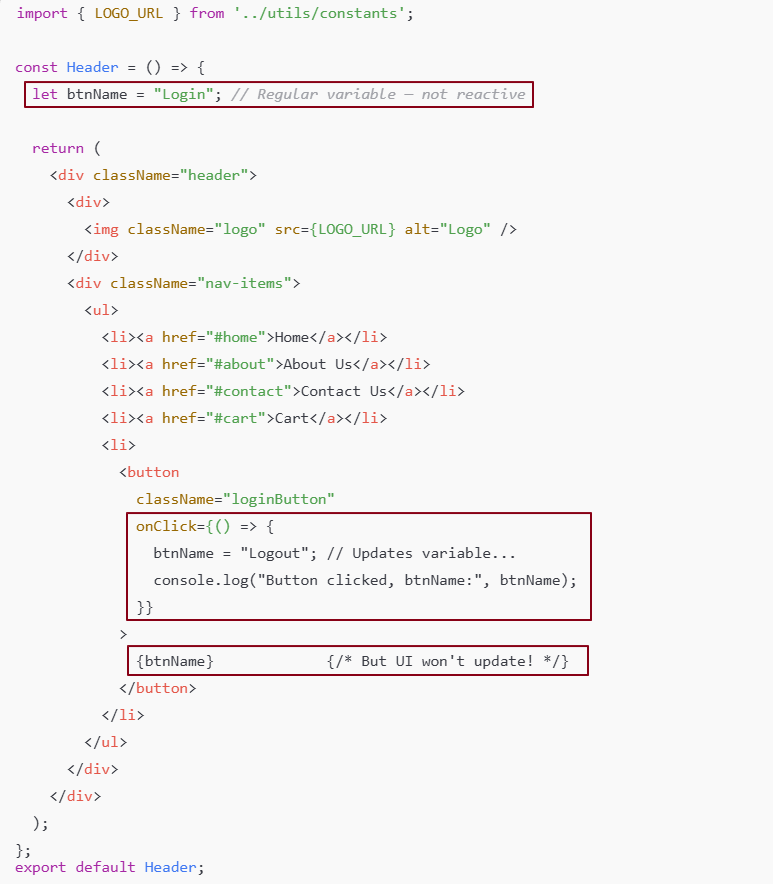 import { LOGO_URL } from '../utils/constants';
const Header = () => {
let btnName = "Login"; // Regular variable — not reactive
return (
<div className="header">
<div>
<img className="logo" src={LOGO_URL} alt="Logo" />
</div>
<div className="nav-items">
<ul>
<li><a href="#home">Home</a></li>
<li><a href="#about">About Us</a></li>
<li><a href="#contact">Contact Us</a></li>
<li><a href="#cart">Cart</a></li>
<li>
<button
className="loginButton"
onClick={() => {
btnName = "Logout"; // Updates variable...
console.log("Button clicked, btnName:", btnName);
}}
>
{btnName} {/* But UI won't update! */}
</button>
</li>
</ul>
</div>
</div>
);
};
export default Header;